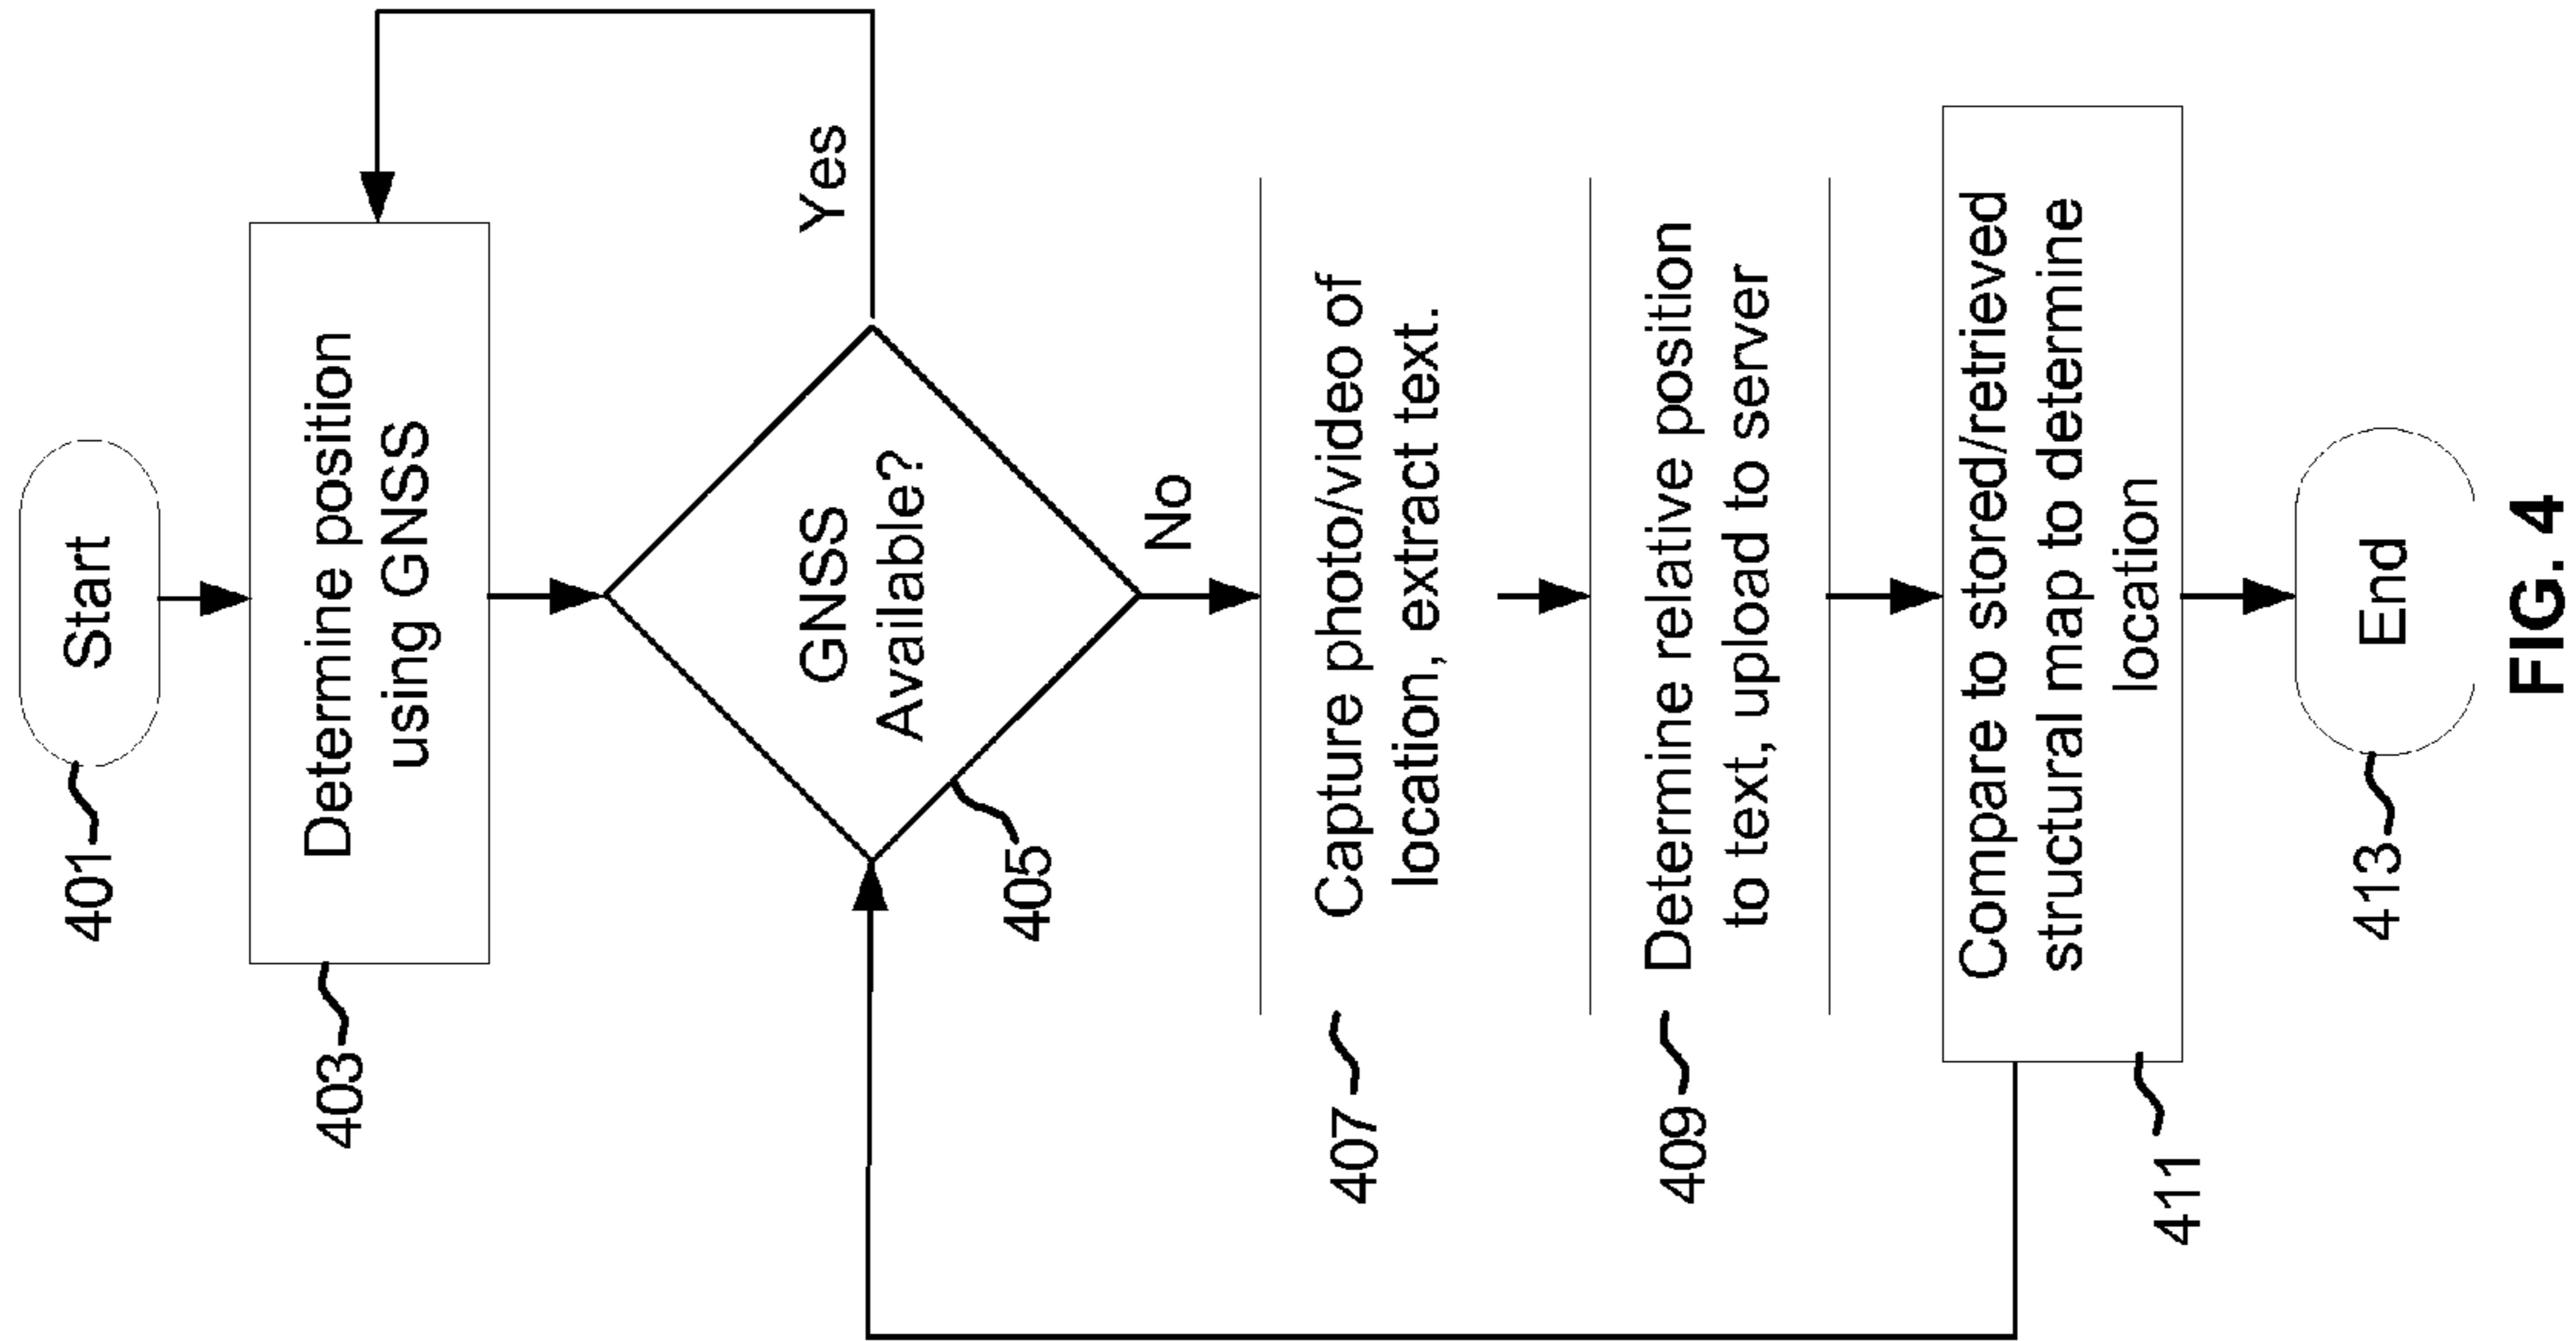 401
Start
403
Determine position
using GNSS
GNSS
Available?
Yes
405
No
407
Capture photo/video of
location, extract text.
409
Determine relative position
to text, upload to server
Compare to stored/retrieved
structural map to determine
location
411
413
End
FIG. 4